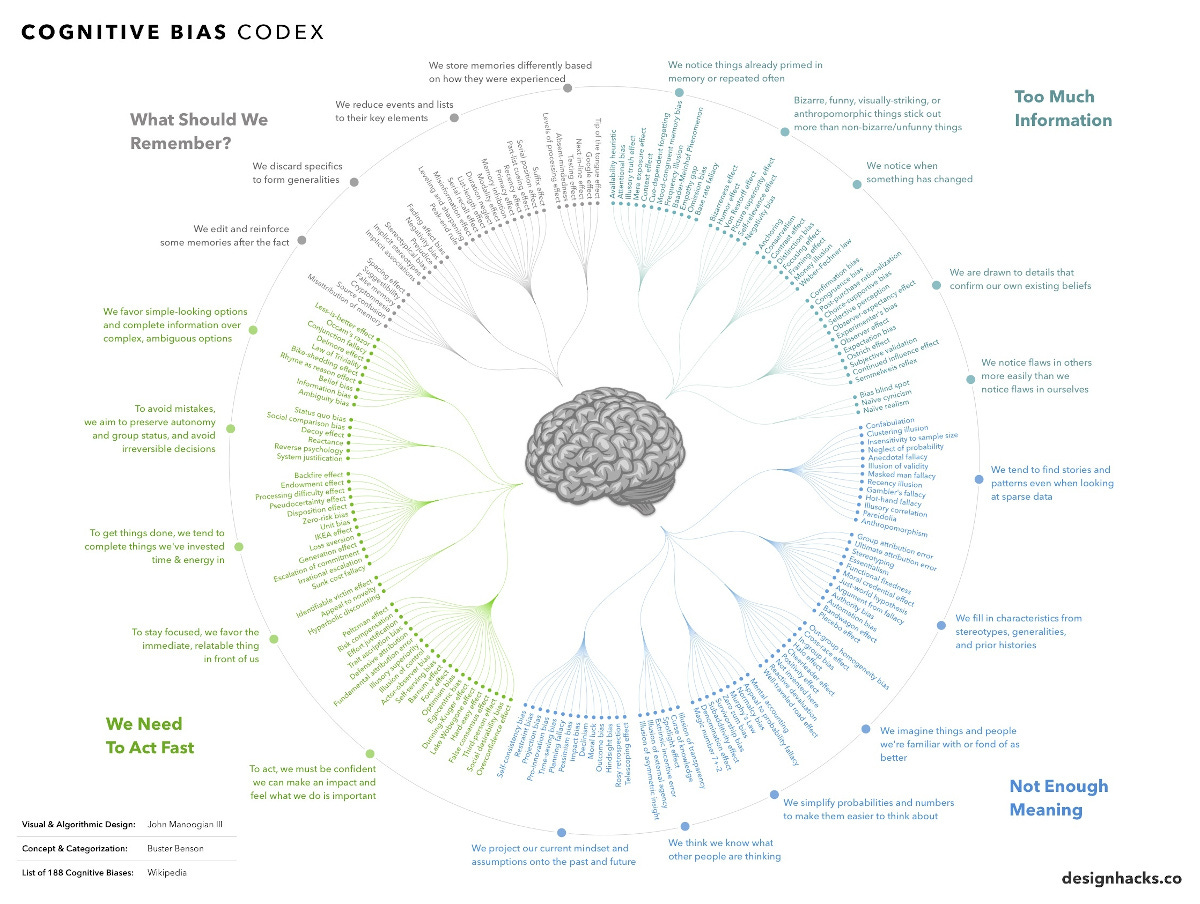 COGNITIVE BIAS CODEX
We store memories differently based
on how they were experienced
We notice things already primed in
memory or repeated often
Too Much
Information
We reduce events and lists
to their key elements
Bizarre, funny, visually-striking, or
anthropomorphic things stick out
more than non-bizarre/unfunny things
What Should We
Remember?
We discard specifics
to form generalities
We notice when
something has changed
We edit and reinforce
some memories after the fact
We are drawn to details that
confirm our own existing beliefs
We favor simple-looking options
and complete information over
complex, ambiguous options
We notice flaws in others
more easily than we
notice flaws in ourselves
To avoid mistakes,
we aim to preserve autonomy
and group status, and avoid
irreversible decisions
We tend to find stories and
patterns even when looking
at sparse data
To get things done, we tend to
complete things we've invested
time & energy in
We fill in characteristics from
stereotypes, generalities,
and prior histories
To stay focused, we favor the
immediate, relatable thing
in front of us
We imagine things and people
we're familiar with or fond of as
better
We Need
To Act Fast
To act, we must be confident
we can make an impact and
feel what we do is important
Not Enough
Meaning
We simplify probabilities and numbers
to make them easier to think about
We think we know what
other people are thinking
We project our current mindset and
assumptions onto the past and future
Availability heuristic
Attentional bias
Illusory truth effect
Mere exposure effect
Context effect
Cue-dependent forgetting
Mood-congruent memory bias
Frequency illusion
Baader-Meinhof Phenomenon
Empathy gap
Omission bias
Base rate fallacy
Bizarreness effect
Humor effect
Von Restorff effect
Picture superiority effect
Self-relevance effect
Negativity bias
Anchoring
Conservatism
Contrast effect
Distinction bias
Focusing effect
Framing effect
Money illusion
Weber-Fechner law
Confirmation bias
Congruence bias
Post-purchase rationalization
Choice-supportive bias
Selective perception
Observer-expectancy effect
Experimenter's bias
Observer effect
Expectation bias
Ostrich effect
Subjective validation
Continued influence effect
Semmelweis reflex
Bias blind spot
Naïve cynicism
Naïve realism
Confabulation
Clustering illusion
Insensitivity to sample size
Neglect of probability
Anecdotal fallacy
Illusion of validity
Masked man fallacy
Recency illusion
Gambler's fallacy
Hot-hand fallacy
Illusory correlation
Pareidolia
Anthropomorphism
Group attribution error
Ultimate attribution error
Stereotyping
Essentialism
Functional fixedness
Moral credential effect
Just-world hypothesis
Argument from fallacy
Authority bias
Automation bias
Bandwagon effect
Placebo effect
Out-group homogeneity bias
Cross-race effect
In-group bias
Halo effect
Cheerleader effect
Positivity effect
Not invented here
Reactive devaluation
Well-traveled road effect
Mental accounting
Appeal to probability fallacy
Normalcy bias
Murphy's Law
Zero sum bias
Survivorship bias
Subadditivity effect
Denomination effect
Magic number 7+-2
Illusion of transparency
Curse of knowledge
Spotlight effect
Extrinsic incentive error
Illusion of external agency
Illusion of asymmetric insight
Telescoping effect
Rosy retrospection
Hindsight bias
Outcome bias
Moral luck
Declinism
Impact bias
Pessimism bias
Planning fallacy
Time-saving bias
Pro-innovation bias
Projection bias
Restraint bias
Self-consistency bias
Overconfidence effect
Social desirability bias
Third-person effect
False consensus effect
Hard-easy effect
Lake Wobegone effect
Dunning-Kruger effect
Egocentric bias
Optimism bias
Forer effect
Barnum effect
Self-serving bias
Actor-observer bias
Illusion of control
Illusory superiority
Fundamental attribution error
Defensive attribution
Trait ascription bias
Effort justification
Risk compensation
Peltzman effect
Hyperbolic discounting
Appeal to novelty
Identifiable victim effect
Sunk cost fallacy
Irrational escalation
Escalation of commitment
Generation effect
Loss aversion
IKEA effect
Unit bias
Zero-risk bias
Disposition effect
Pseudocertainty effect
Processing difficulty effect
Endowment effect
Backfire effect
System justification
Reverse psychology
Reactance
Decoy effect
Social comparison bias
Status quo bias
Ambiguity bias
Information bias
Belief bias
Rhyme as reason effect
Bike-shedding effect
Law of Triviality
Delmore effect
Conjunction fallacy
Occam's razor
Less-is-better effect
Misattribution of memory
Source confusion
Cryptomnesia
False memory
Suggestibility
Spacing effect
Implicit associations
Implicit stereotypes
Stereotypical bias
Prejudice
Negativity bias
Fading affect bias
Peak-end rule
Leveling and sharpening
Misinformation effect
Serial recall effect
List-length effect
Duration neglect
Modality effect
Memory inhibition
Primacy effect
Recency effect
Part-list cueing effect
Serial position effect
Suffix effect
Levels of processing effect
Absent-mindedness
Testing effect
Next-in-line effect
Google effect
Tip of the tongue effect
Visual & Algorithmic Design: John Manoogian III
Concept & Categorization: Buster Benson
List of 188 Cognitive Biases: Wikipedia
designhacks.co